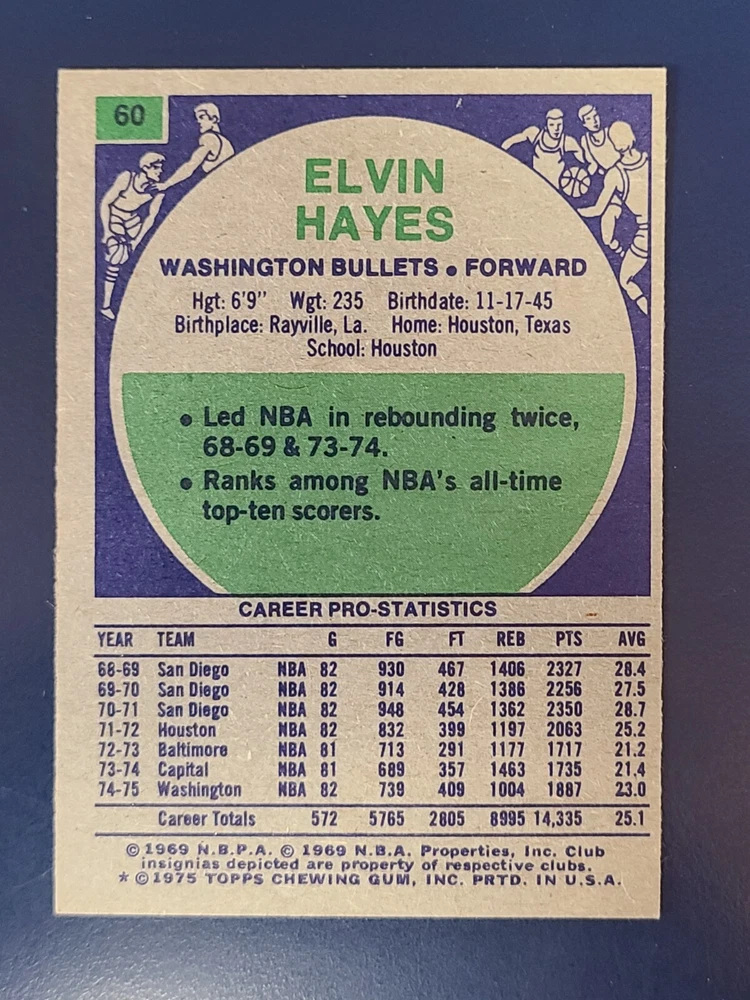 60
ELVIN
HAYES
WASHINGTON BULLETS • FORWARD
Hgt: 6'9" Wgt: 235 Birthdate: 11-17-45
Birthplace: Rayville, La. Home: Houston, Texas
School: Houston
• Led NBA in rebounding twice,
68-69 & 73-74.
• Ranks among NBA's all-time
top-ten scorers.
CAREER PRO-STATISTICS
YEAR TEAM G FG FT REB PTS AVG
68-69 San Diego NBA 82 930 467 1406 2327 28.4
69-70 San Diego NBA 82 914 428 1386 2256 27.5
70-71 San Diego NBA 82 948 454 1362 2350 28.7
71-72 Houston NBA 82 832 399 1197 2063 25.2
72-73 Baltimore NBA 81 713 291 1177 1717 21.2
73-74 Capital NBA 81 689 357 1463 1735 21.4
74-75 Washington NBA 82 739 409 1004 1887 23.0
Career Totals 572 5765 2805 8995 14,335 25.1
© 1969 N.B.P.A. © 1969 N.B.A. Properties, Inc. Club
insignias depicted are property of respective clubs.
* © 1975 TOPPS CHEWING GUM, INC. PRTD. IN U.S.A.